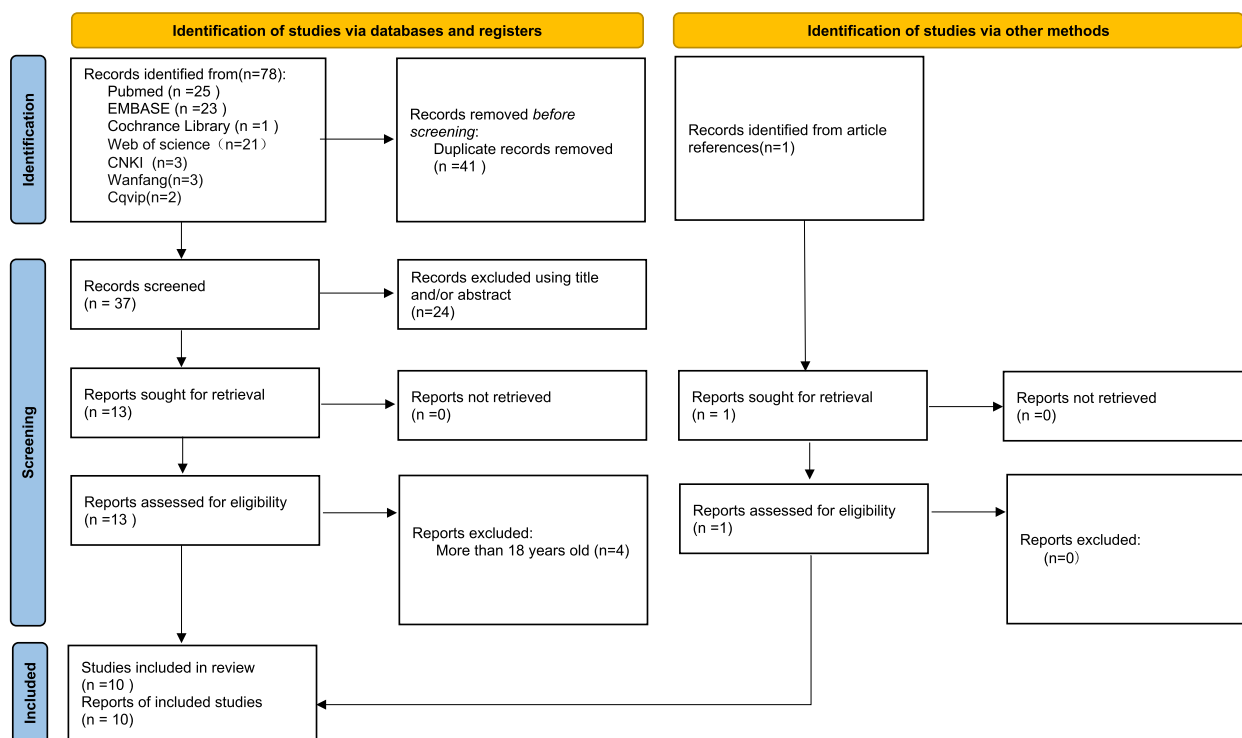 Identification of studies via databases and registers
Identification of studies via other methods
Identification
Records identified from(n=78):
Pubmed (n =25 )
EMBASE (n =23 )
Cochrance Library (n =1 )
Web of science（n=21）
CNKI (n=3)
Wanfang(n=3)
Cqvip(n=2)
Records removed before
screening:
Duplicate records removed
(n =41 )
Records identified from article
references(n=1)
Screening
Records screened
(n = 37)
Records excluded using title
and/or abstract
(n=24)
Reports sought for retrieval
(n =13)
Reports not retrieved
(n =0)
Reports sought for retrieval
(n = 1)
Reports not retrieved
(n =0)
Reports assessed for eligibility
(n =13 )
Reports excluded:
More than 18 years old (n=4)
Reports assessed for eligibility
(n =1)
Reports excluded:
(n=0）
Included
Studies included in review
(n =10 )
Reports of included studies
(n = 10)